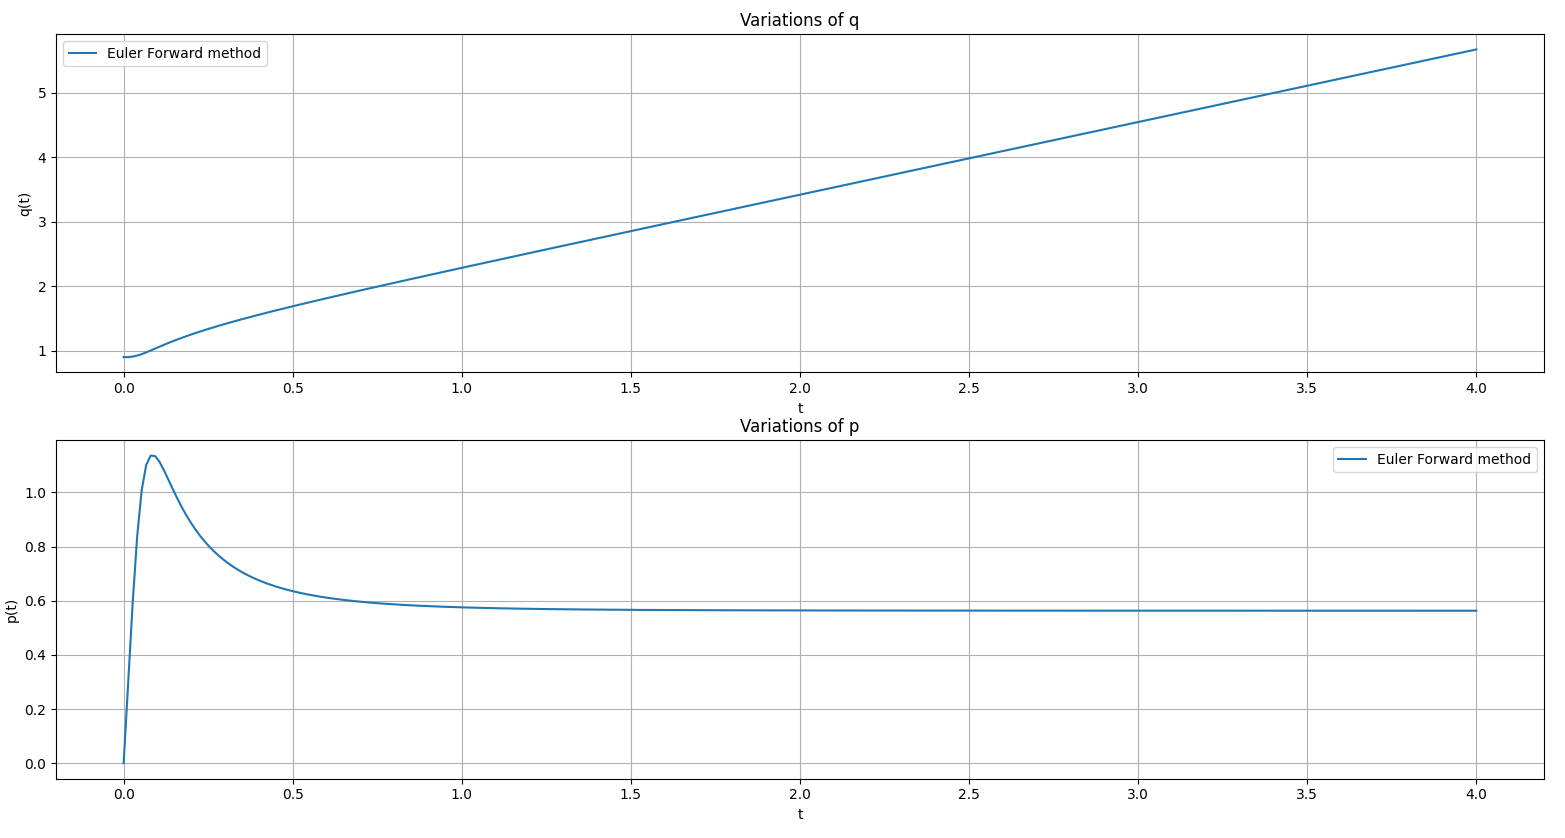 Variations of q
Euler Forward method
q(t)
5
4
3
2
1
0.0 0.5 1.0 1.5 2.0 2.5 3.0 3.5 4.0
t
Variations of p
Euler Forward method
p(t)
1.0
0.8
0.6
0.4
0.2
0.0
0.0 0.5 1.0 1.5 2.0 2.5 3.0 3.5 4.0
t